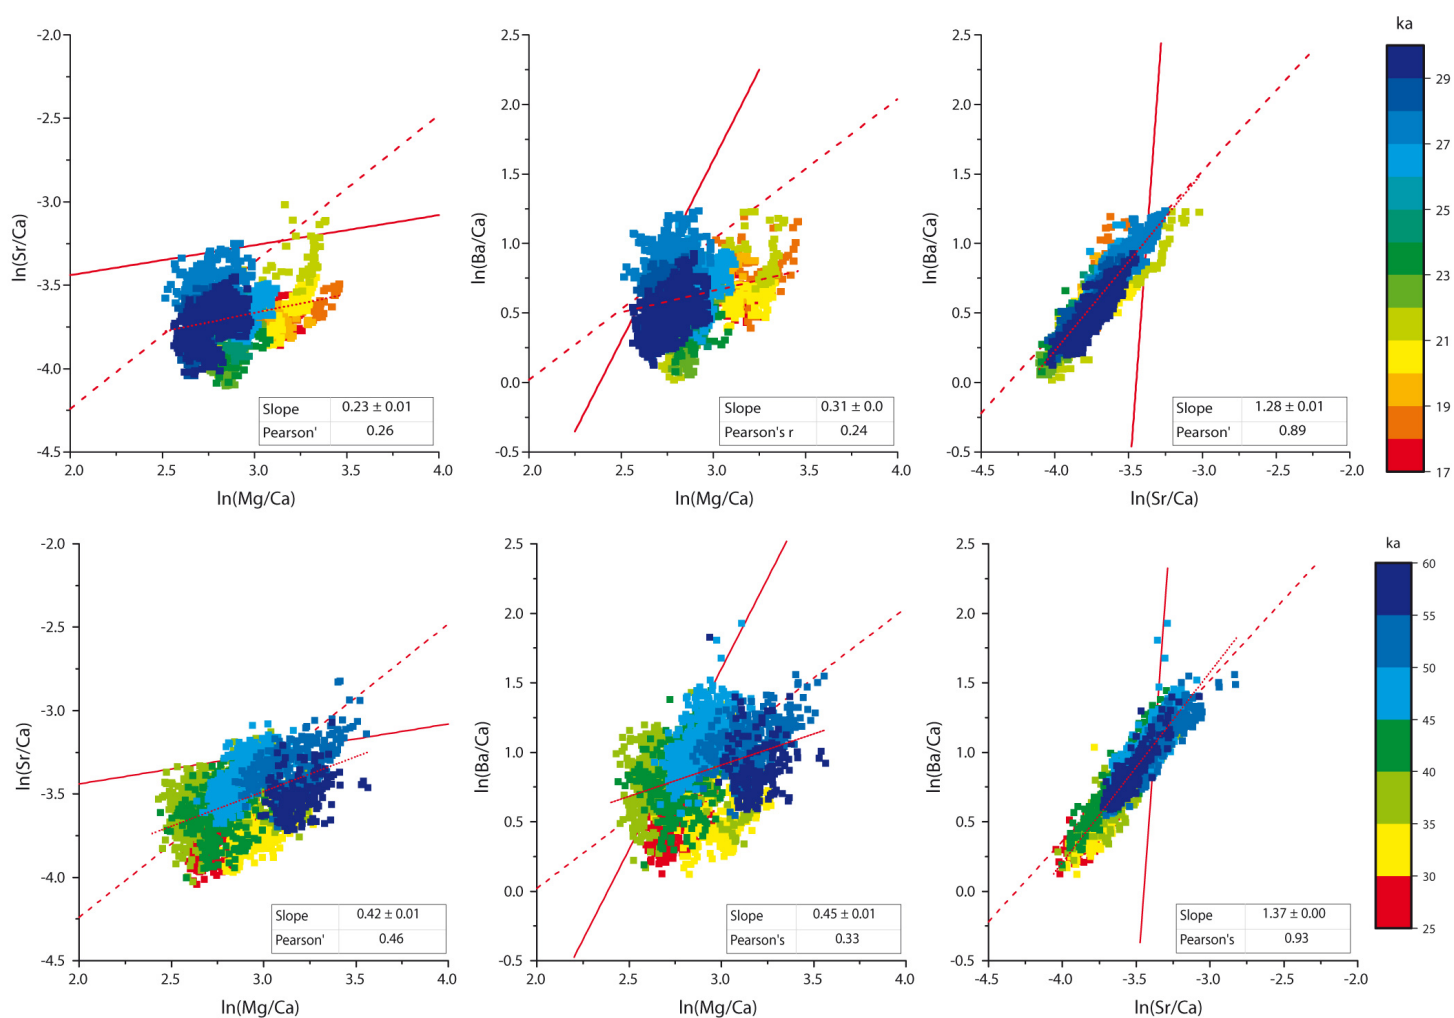 ka
-2.0
-2.5
-3.0
-3.5
-4.0
-4.5
2.0 2.5 3.0 3.5 4.0
ln(Sr/Ca)
ln(Mg/Ca)
Slope 0.23 ± 0.01
Pearson' 0.26
2.5
2.0
1.5
1.0
0.5
0.0
-0.5
2.0 2.5 3.0 3.5 4.0
ln(Ba/Ca)
ln(Mg/Ca)
Slope 0.31 ± 0.0
Pearson's r 0.24
2.5
2.0
1.5
1.0
0.5
0.0
-0.5
-4.5 -4.0 -3.5 -3.0 -2.5 -2.0
ln(Ba/Ca)
ln(Sr/Ca)
Slope 1.28 ± 0.01
Pearson' 0.89
29
27
25
23
21
19
17
ka
-2.0
-2.5
-3.0
-3.5
-4.0
-4.5
2.0 2.5 3.0 3.5 4.0
ln(Sr/Ca)
ln(Mg/Ca)
Slope 0.42 ± 0.01
Pearson' 0.46
2.5
2.0
1.5
1.0
0.5
0.0
-0.5
2.0 2.5 3.0 3.5 4.0
ln(Ba/Ca)
ln(Mg/Ca)
Slope 0.45 ± 0.01
Pearson's 0.33
2.5
2.0
1.5
1.0
0.5
0.0
-0.5
-4.5 -4.0 -3.5 -3.0 -2.5 -2.0
ln(Ba/Ca)
ln(Sr/Ca)
Slope 1.37 ± 0.00
Pearson's 0.93
60
55
50
45
40
35
30
25